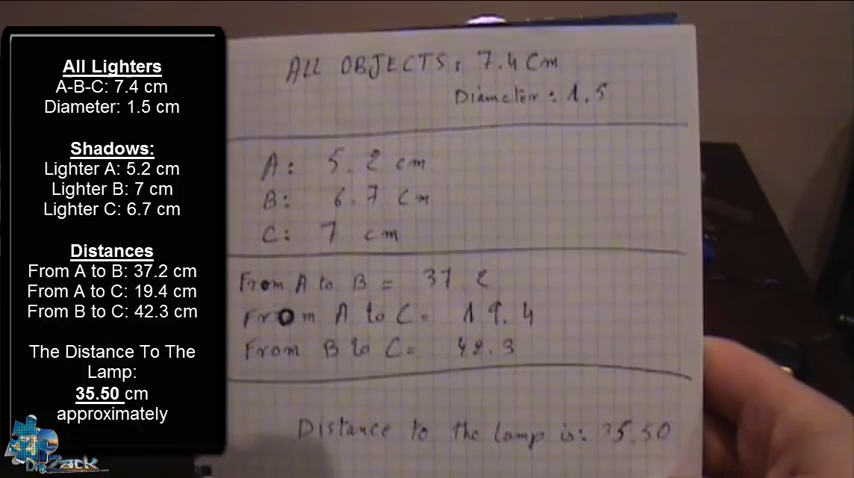 All Lighters
A-B-C: 7.4 cm
Diameter: 1.5 cm
Shadows:
Lighter A: 5.2 cm
Lighter B: 7 cm
Lighter C: 6.7 cm
Distances
From A to B: 37.2 cm
From A to C: 19.4 cm
From B to C: 42.3 cm
The Distance To The
Lamp:
35.50 cm
approximately
ALL OBJECTS: 7.4 Cm
Diameter: 1.5
A: 5.2 cm
B: 6.7 cm
C: 7 cm
From A to B = 37.2
From A to C = 19.4
From B to C = 42.3
Distance to the lamp is: 35.50
Zack